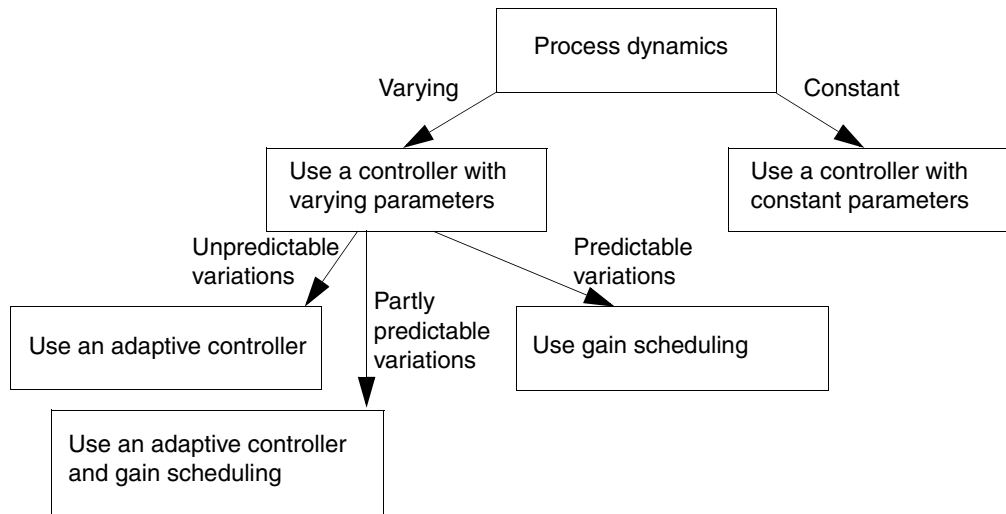 Process dynamics
Varying
Constant
Use a controller with
varying parameters
Use a controller with
constant parameters
Unpredictable
variations
Partly
predictable
variations
Predictable
variations
Use an adaptive controller
Use gain scheduling
Use an adaptive controller
and gain scheduling